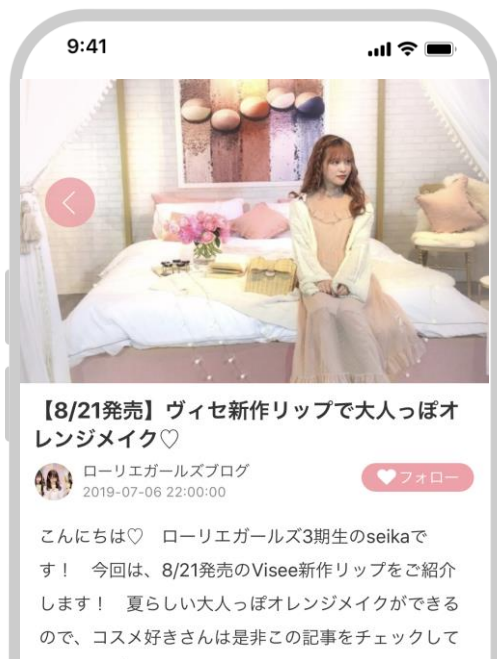 9:41
【8/21発売】ヴィセ新作リップで大人っぽオ
レンジメイク♡
ローリエガールズブログ
2019-07-06 22:00:00
フォロー
こんにちは♡　ローリエガールズ3期生のseikaで
す！　今回は、8/21発売のVisee新作リップをご紹介
します！　夏らしい大人っぽオレンジメイクができる
ので、コスメ好きさんは是非この記事をチェックして